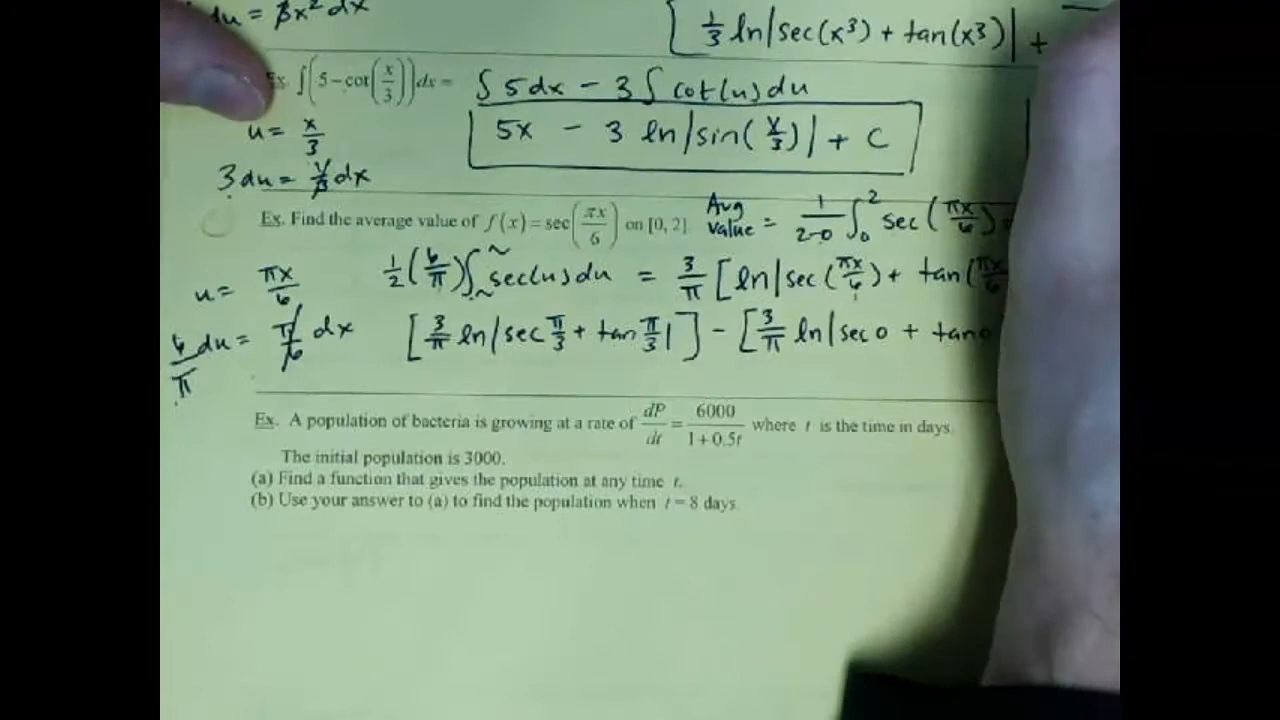 du = 3x² dx
[ 1/3 ln|sec(x³) + tan(x³)| +
Ex. ∫(5 − cot(x/3))dx = ∫5dx − 3∫cot(u)du
u = x/3
5x − 3 ln|sin(x/3)| + C
3du = 1/3 dx
Ex. Find the average value of f(x) = sec(πx/6) on [0, 2]. Avg value = 1/(2-0) ∫₀² sec(πx/6)
u = πx/6
1/2 (6/π) ∫~~ sec(u)du = 3/π [ln|sec(πx/6) + tan(πx/6
6/π du = π/6 dx
[3/π ln|sec π/3 + tan π/3|] − [3/π ln|sec 0 + tan 0
Ex. A population of bacteria is growing at a rate of dP/dt = 6000/(1+0.5t) where t is the time in days.
The initial population is 3000.
(a) Find a function that gives the population at any time t.
(b) Use your answer to (a) to find the population when t = 8 days.